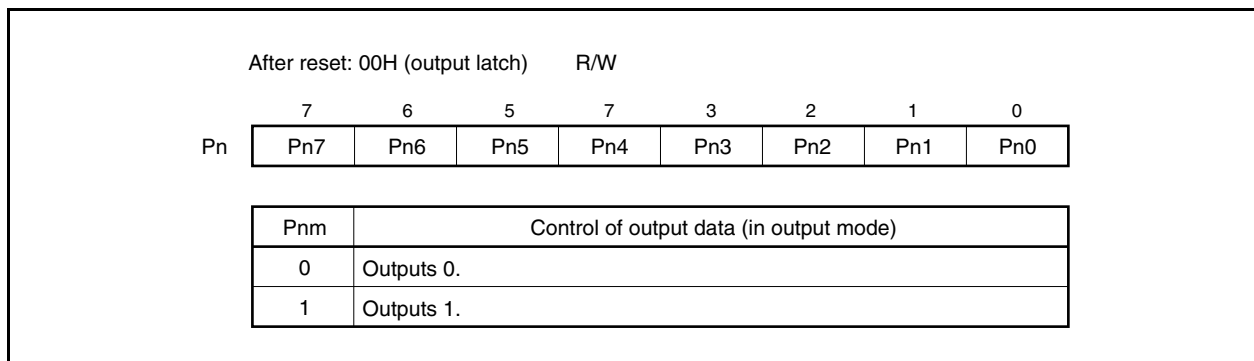 After reset: 00H (output latch) R/W
7 6 5 7 3 2 1 0
Pn Pn7 Pn6 Pn5 Pn4 Pn3 Pn2 Pn1 Pn0
Pnm Control of output data (in output mode)
0 Outputs 0.
1 Outputs 1.